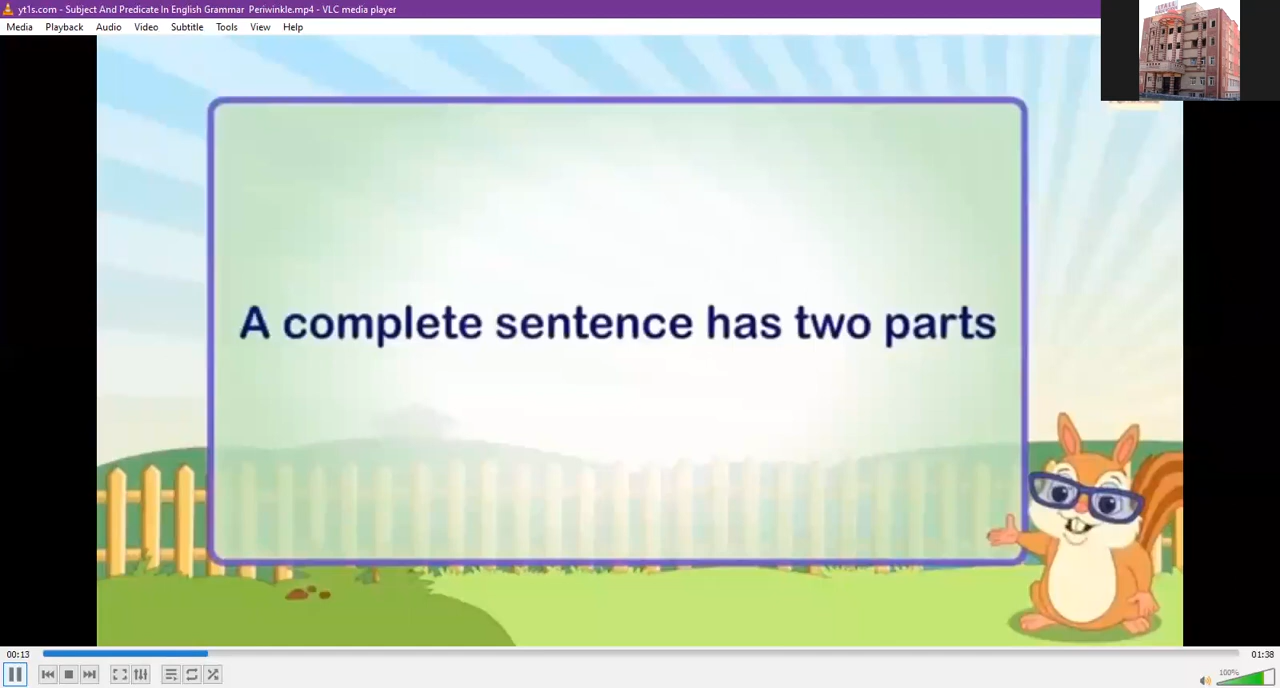 yt1s.com - Subject And Predicate In English Grammar  Periwinkle.mp4 - VLC media player
Media Playback Audio Video Subtitle Tools View Help
A complete sentence has two parts
00:13
01:38
100%